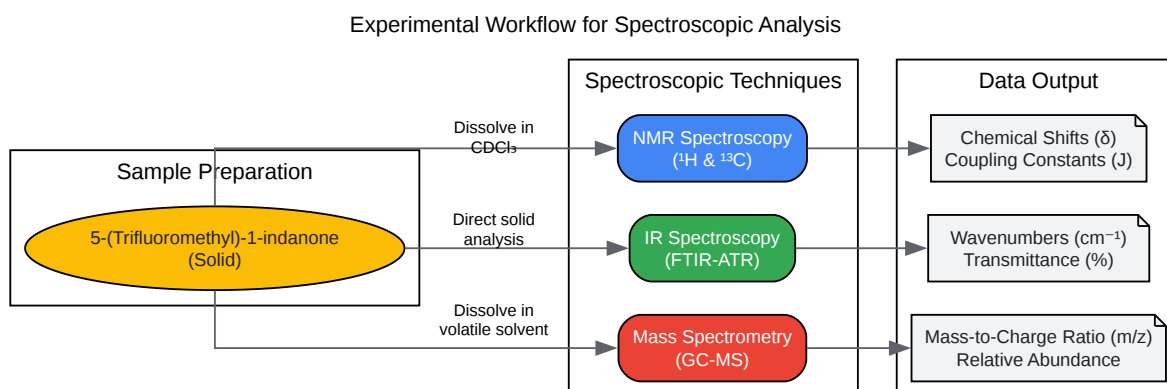 Experimental Workflow for Spectroscopic Analysis
Sample Preparation
5-(Trifluoromethyl)-1-indanone
(Solid)
Dissolve in
CDCl₃
Direct solid
analysis
Dissolve in
volatile solvent
Spectroscopic Techniques
NMR Spectroscopy
(¹H & ¹³C)
IR Spectroscopy
(FTIR-ATR)
Mass Spectrometry
(GC-MS)
Data Output
Chemical Shifts (δ)
Coupling Constants (J)
Wavenumbers (cm⁻¹)
Transmittance (%)
Mass-to-Charge Ratio (m/z)
Relative Abundance